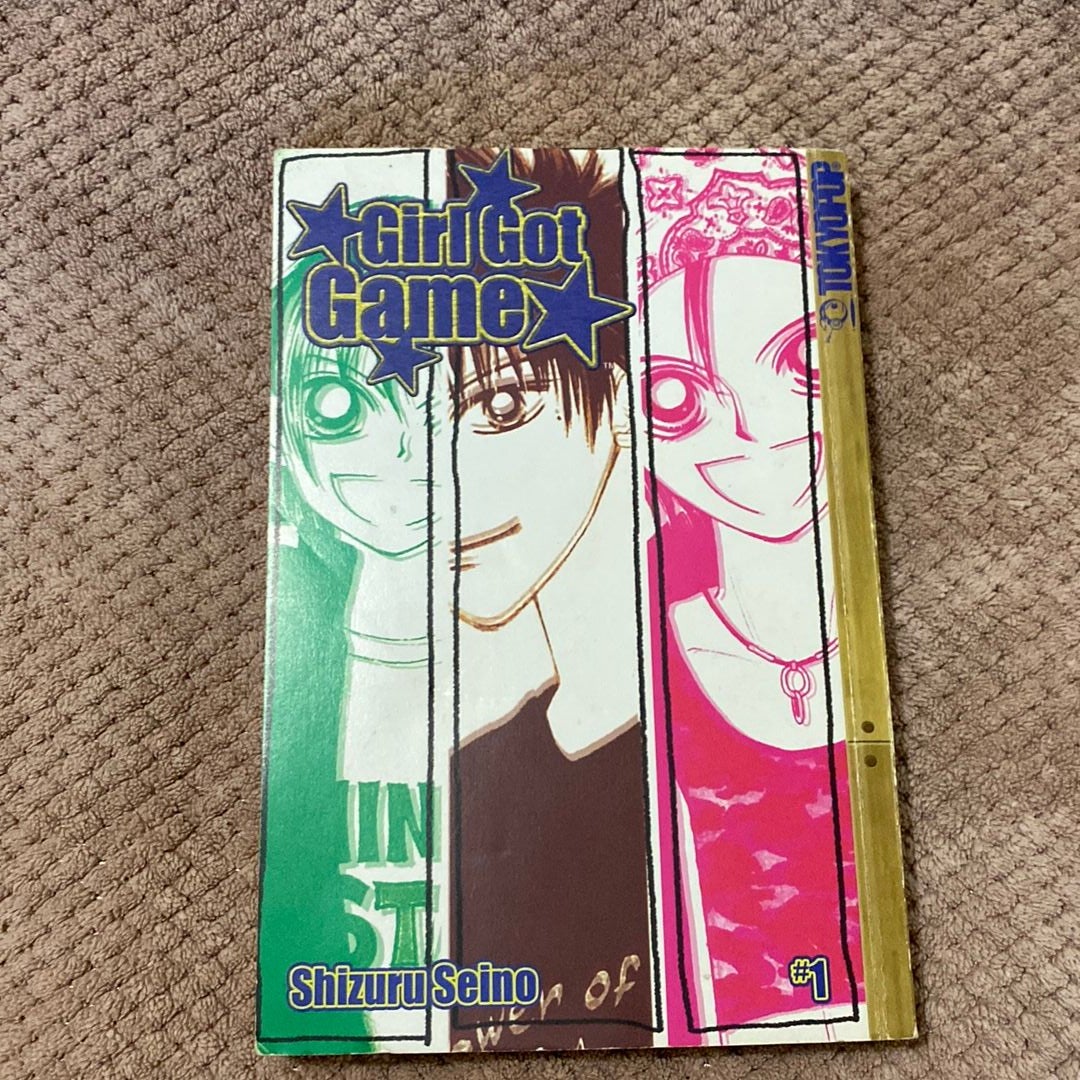 Girl Got
Game
TOKYOPOP®
IN
ST
Shizuru Seino
#1
wer of